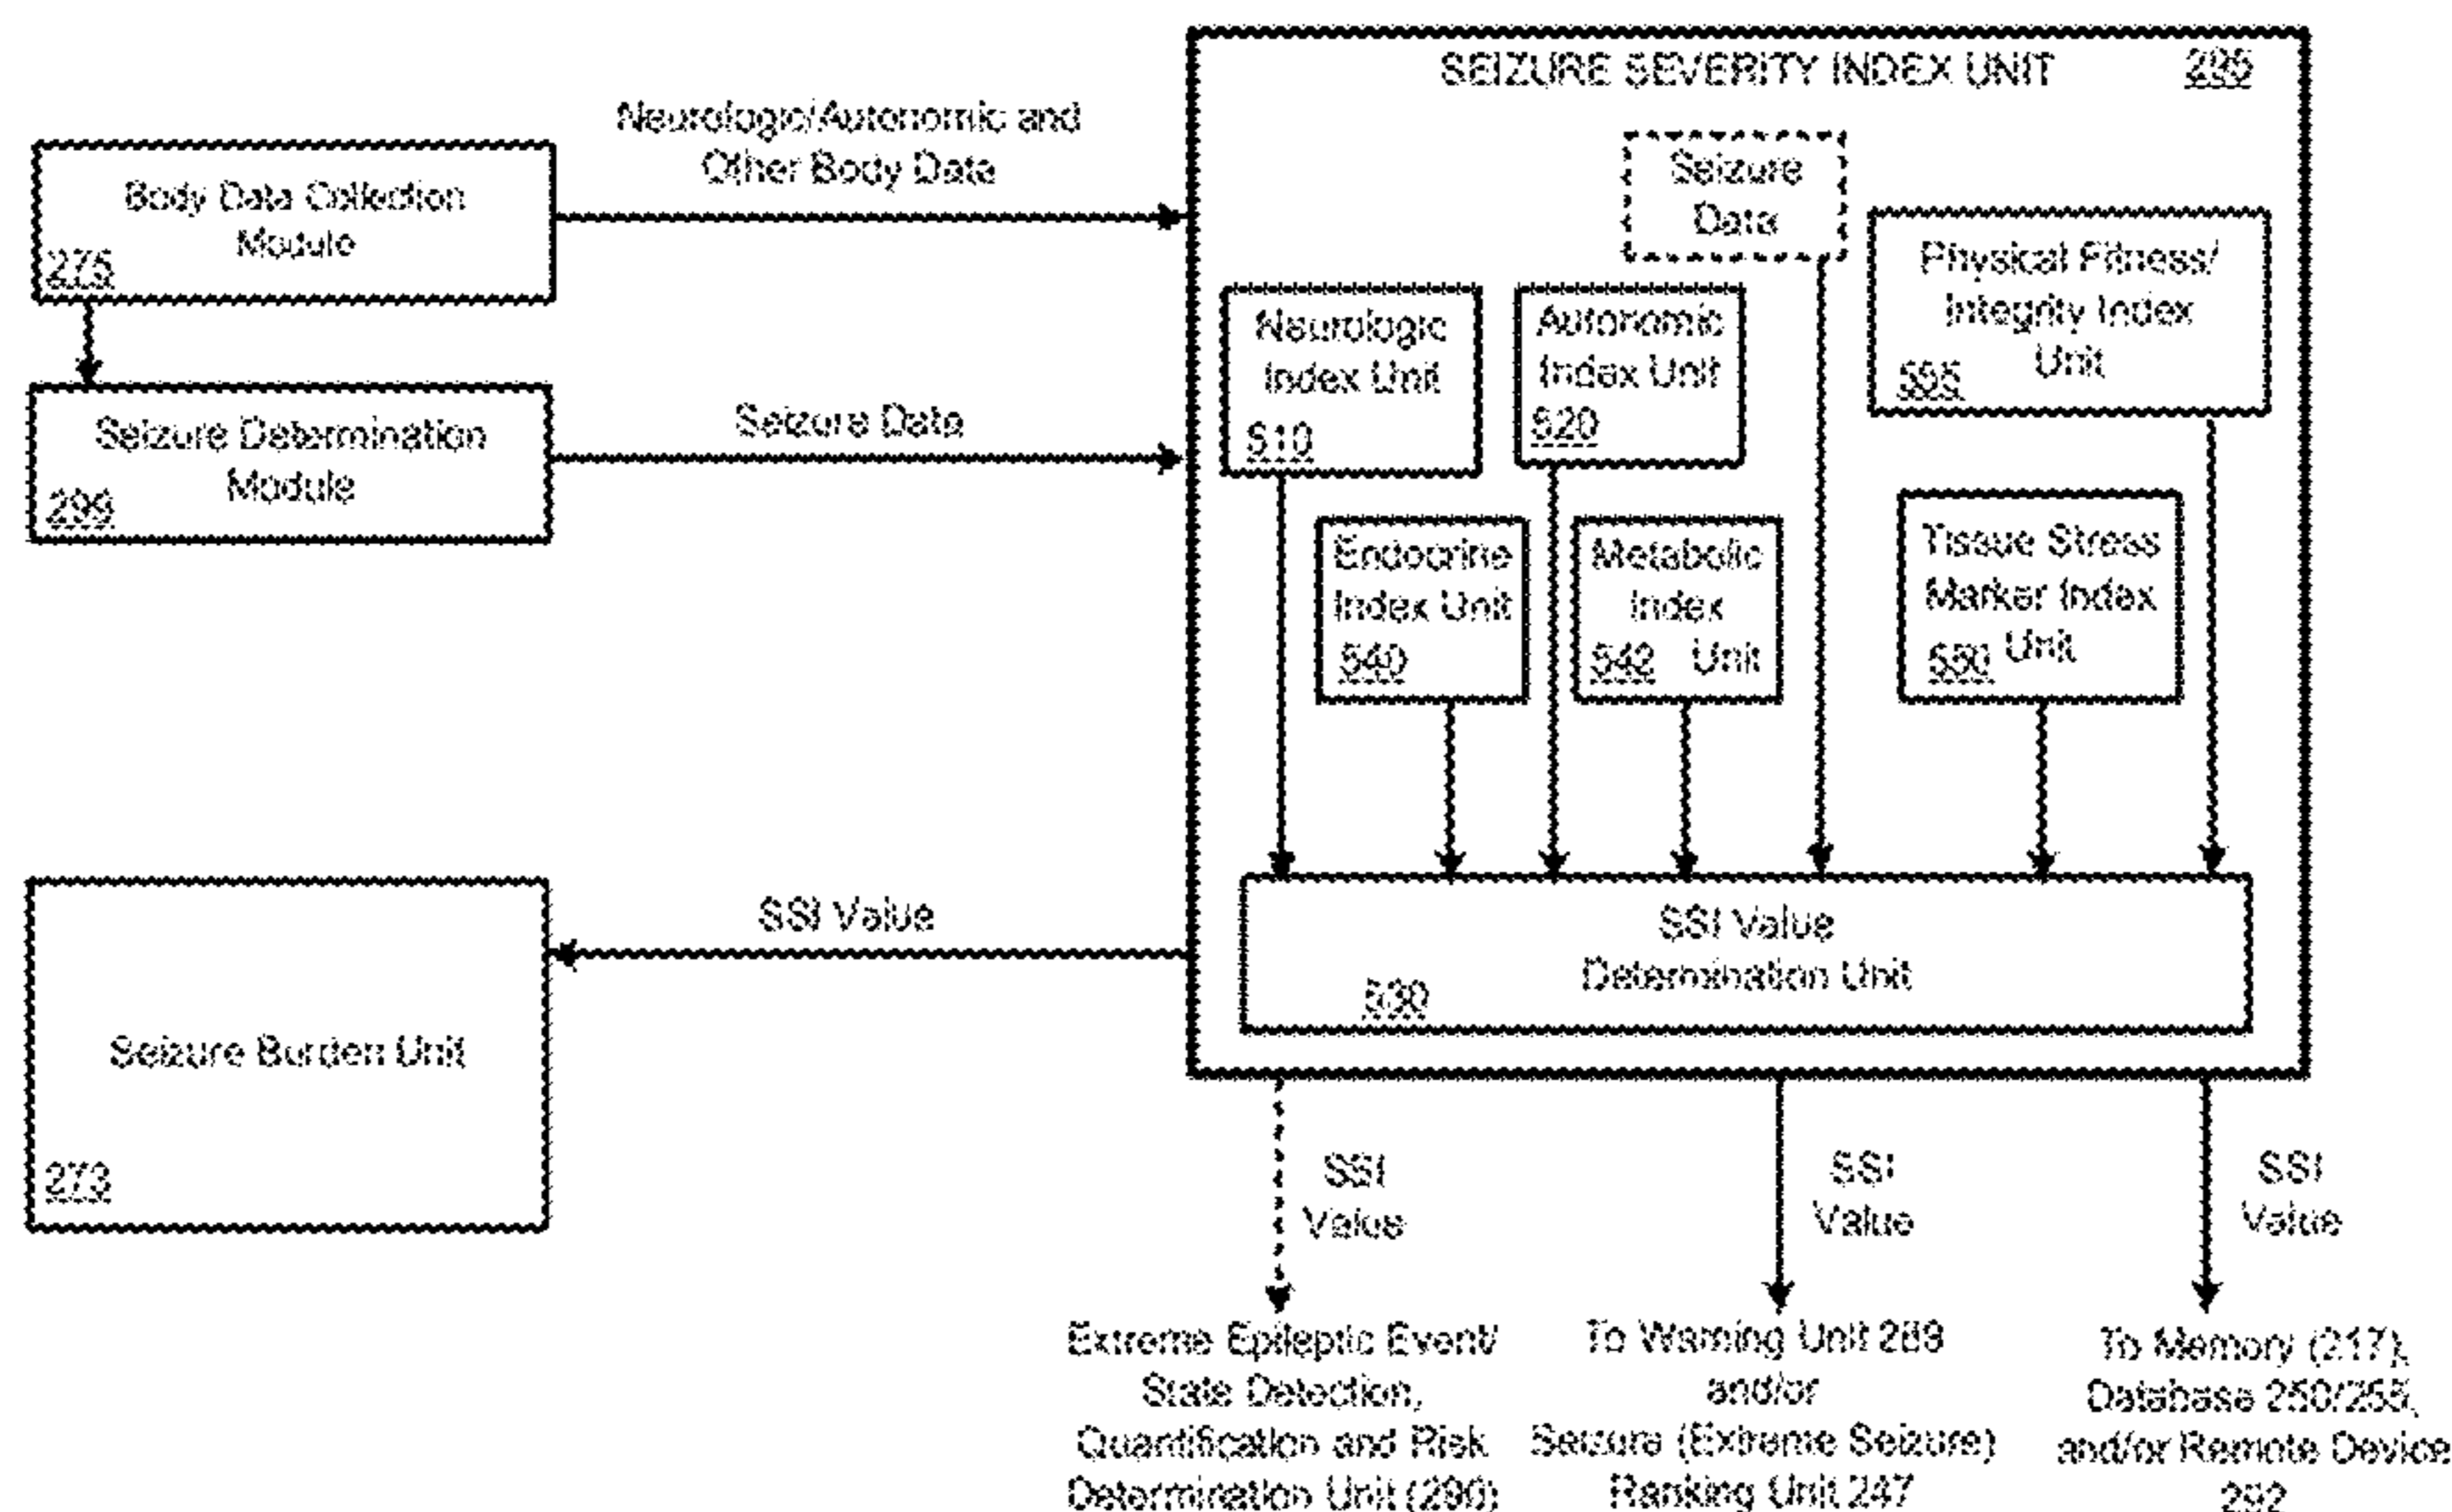 SEIZURE SEVERITY INDEX UNIT 295
Neurologic/Autonomic and
Other Body Data
Body Data Collection
Module
275
Seizure Determination
Module
299
Seizure Data
Seizure
Data
Physical Fitness/
Integrity Index
Unit
555
Neurologic
Index Unit
510
Autonomic
Index Unit
520
Endocrine
Index Unit
540
Metabolic
Index
542 Unit
Tissue Stress
Marker Index
550 Unit
SSI Value
SSI Value
Determination Unit
530
Seizure Burden Unit
273
SSI
Value
SSI
Value
SSI
Value
Extreme Epileptic Event/
State Detection,
Quantification and Risk
Determination Unit (290)
To Warning Unit
and/or
Seizure (Extreme Seizure)
Ranking Unit 247
To Memory (217),
Database 250/255,
and/or Remote Device
292